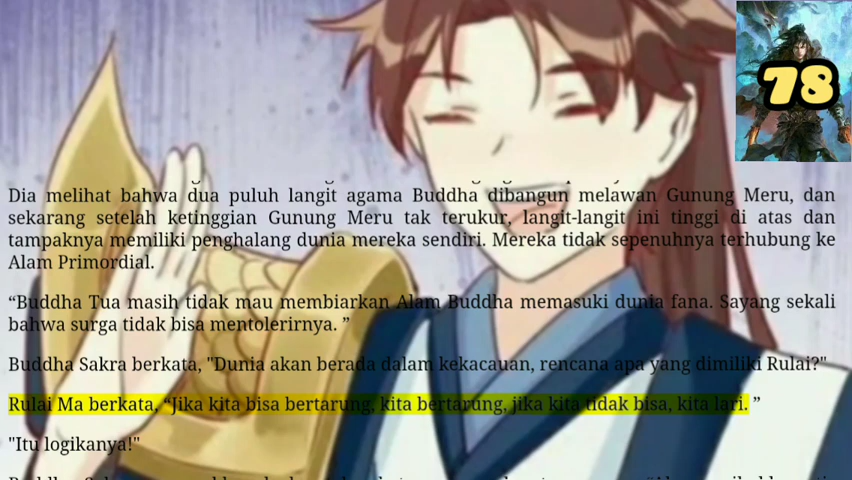 78
Dia melihat bahwa dua puluh langit agama Buddha dibangun melawan Gunung Meru, dan
sekarang setelah ketinggian Gunung Meru tak terukur, langit-langit ini tinggi di atas dan
tampaknya memiliki penghalang dunia mereka sendiri. Mereka tidak sepenuhnya terhubung ke
Alam Primordial.
“Buddha Tua masih tidak mau membiarkan Alam Buddha memasuki dunia fana. Sayang sekali
bahwa surga tidak bisa mentolerirnya. ”
Buddha Sakra berkata, "Dunia akan berada dalam kekacauan, rencana apa yang dimiliki Rulai?"
Rulai Ma berkata, “Jika kita bisa bertarung, kita bertarung, jika kita tidak bisa, kita lari. ”
"Itu logikanya!"